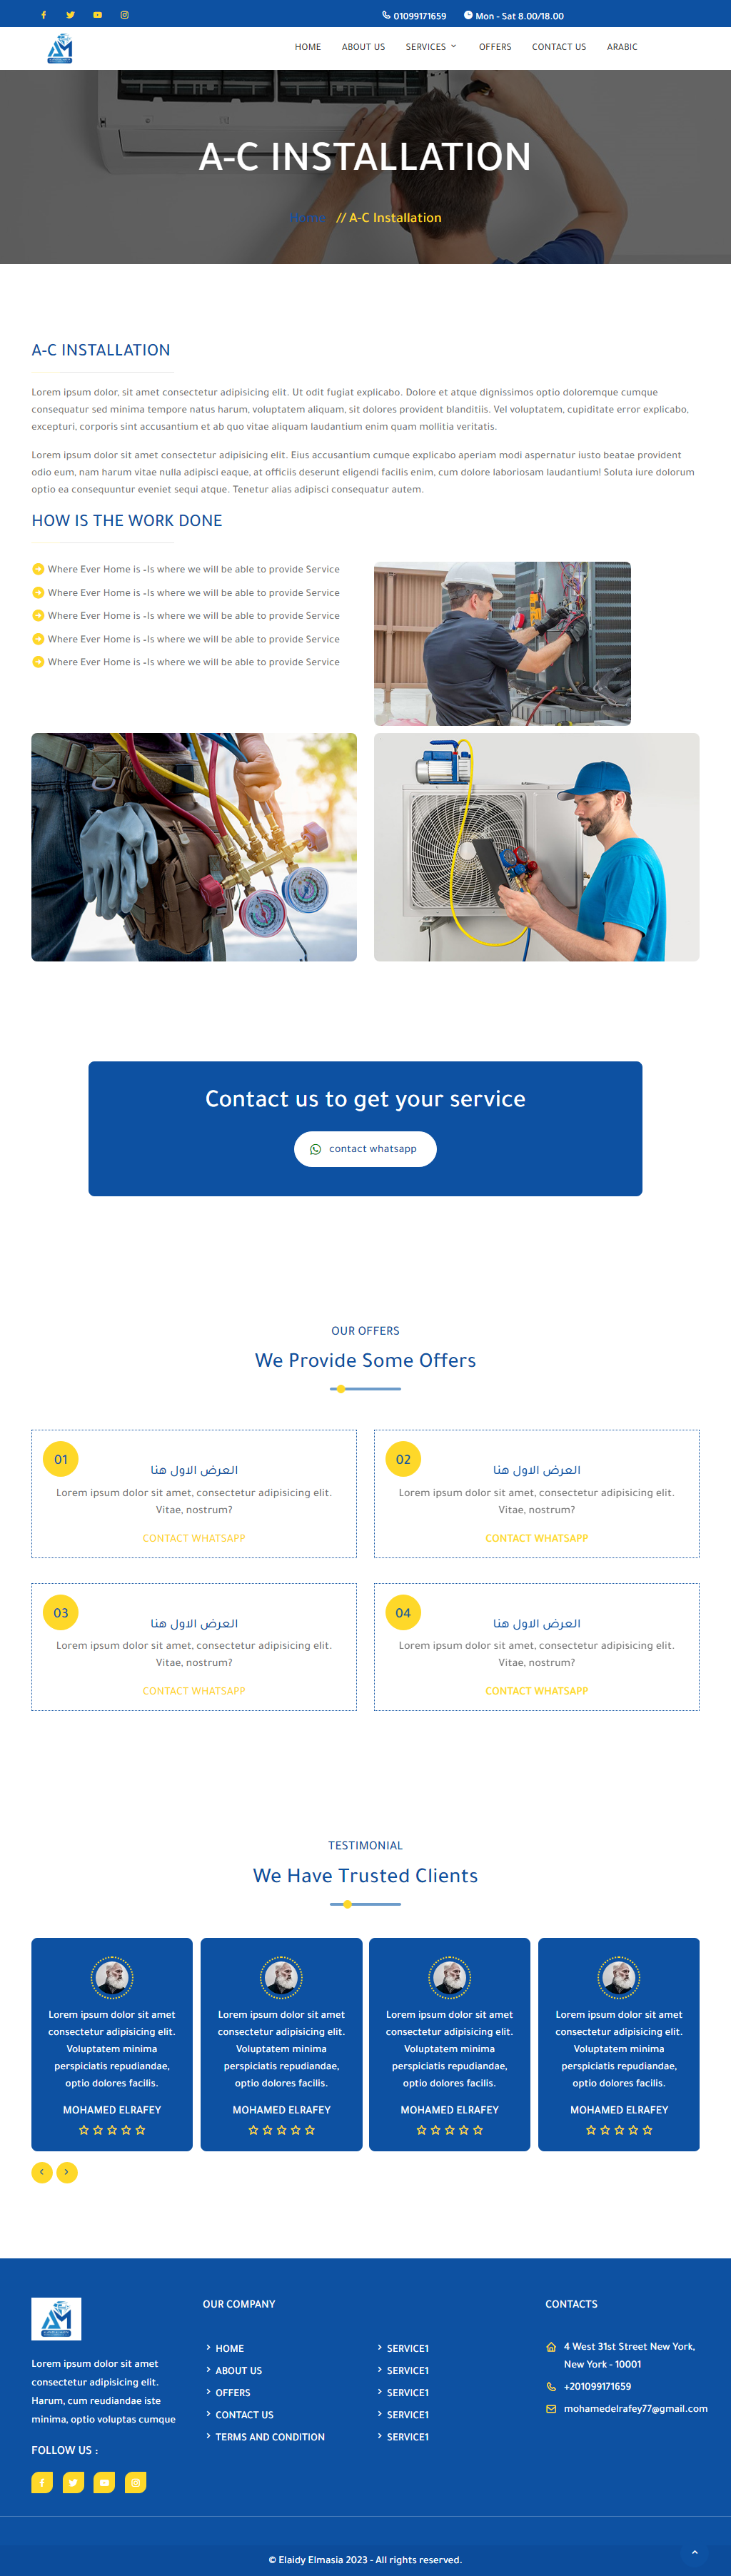 01099171659 Mon - Sat 8.00/18.00
HOME ABOUT US SERVICES OFFERS CONTACT US ARABIC
A-C INSTALLATION
Home // A-C Installation
A-C INSTALLATION
Lorem ipsum dolor, sit amet consectetur adipisicing elit. Ut odit fugiat explicabo. Dolore et atque dignissimos optio doloremque cumque
consequatur sed minima tempore natus harum, voluptatem aliquam, sit dolores provident blanditiis. Vel voluptatem, cupiditate error explicabo,
excepturi, corporis sint accusantium et ab quo vitae aliquam laudantium enim quam mollitia veritatis.
Lorem ipsum dolor sit amet consectetur adipisicing elit. Eius accusantium cumque explicabo aperiam modi aspernatur iusto beatae provident
odio eum, nam harum vitae nulla adipisci eaque, at officiis deserunt eligendi facilis enim, cum dolore laboriosam laudantium! Soluta iure dolorum
optio ea consequuntur eveniet sequi atque. Tenetur alias adipisci consequatur autem.
HOW IS THE WORK DONE
Where Ever Home is –Is where we will be able to provide Service
Where Ever Home is –Is where we will be able to provide Service
Where Ever Home is –Is where we will be able to provide Service
Where Ever Home is –Is where we will be able to provide Service
Where Ever Home is –Is where we will be able to provide Service
Contact us to get your service
contact whatsapp
OUR OFFERS
We Provide Some Offers
01
العرض الاول هنا
Lorem ipsum dolor sit amet, consectetur adipisicing elit.
Vitae, nostrum?
CONTACT WHATSAPP
02
العرض الاول هنا
Lorem ipsum dolor sit amet, consectetur adipisicing elit.
Vitae, nostrum?
CONTACT WHATSAPP
03
العرض الاول هنا
Lorem ipsum dolor sit amet, consectetur adipisicing elit.
Vitae, nostrum?
CONTACT WHATSAPP
04
العرض الاول هنا
Lorem ipsum dolor sit amet, consectetur adipisicing elit.
Vitae, nostrum?
CONTACT WHATSAPP
TESTIMONIAL
We Have Trusted Clients
Lorem ipsum dolor sit amet
consectetur adipisicing elit.
Voluptatem minima
perspiciatis repudiandae,
optio dolores facilis.
MOHAMED ELRAFEY
Lorem ipsum dolor sit amet
consectetur adipisicing elit.
Voluptatem minima
perspiciatis repudiandae,
optio dolores facilis.
MOHAMED ELRAFEY
Lorem ipsum dolor sit amet
consectetur adipisicing elit.
Voluptatem minima
perspiciatis repudiandae,
optio dolores facilis.
MOHAMED ELRAFEY
Lorem ipsum dolor sit amet
consectetur adipisicing elit.
Voluptatem minima
perspiciatis repudiandae,
optio dolores facilis.
MOHAMED ELRAFEY
Lorem ipsum dolor sit amet
consectetur adipisicing elit.
Harum, cum reudiandae iste
minima, optio voluptas cumque
FOLLOW US :
OUR COMPANY
HOME
ABOUT US
OFFERS
CONTACT US
TERMS AND CONDITION
SERVICE1
SERVICE1
SERVICE1
SERVICE1
SERVICE1
CONTACTS
4 West 31st Street New York,
New York - 10001
+201099171659
mohamedelrafey77@gmail.com
© Elaidy Elmasia 2023 - All rights reserved.